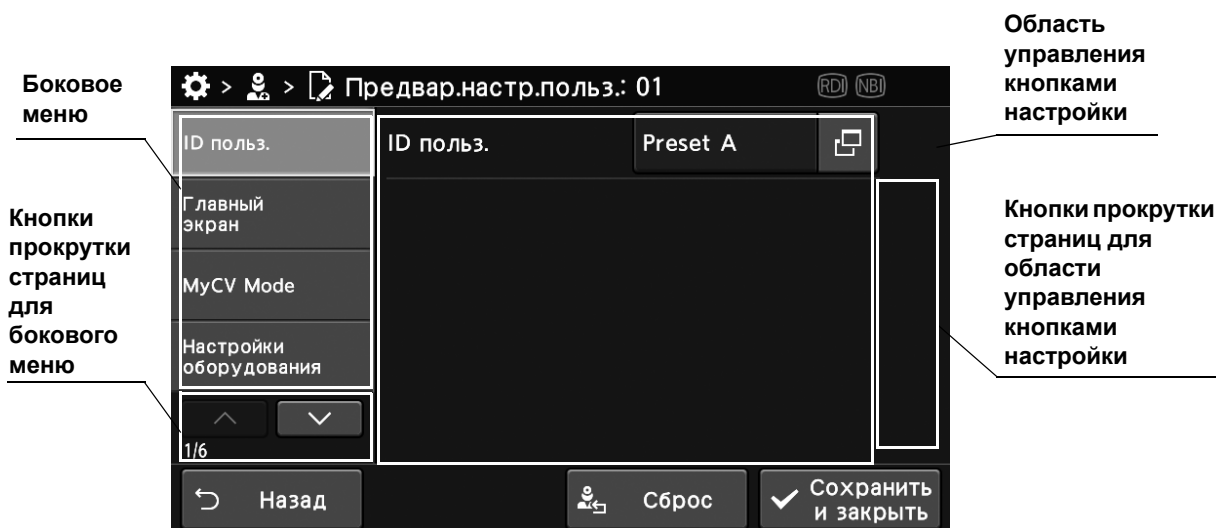 Боковое
меню
Кнопки
прокрутки
страниц
для
бокового
меню
> > Предвар.настр.польз.: 01
RDI NBI
ID польз.
Главный
экран
MyCV Mode
Настройки
оборудования
1/6
ID польз.
Preset A
Назад
Сброс
Сохранить
и закрыть
Область
управления
кнопками
настройки
Кнопки прокрутки
страниц для
области
управления
кнопками
настройки